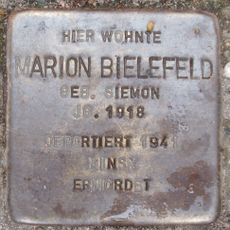 HIER WOHNTE
MARION BIELEFELD
GEB. SIEMON
JG. 1918
DEPORTIERT 1941
MINSK
ERMORDET